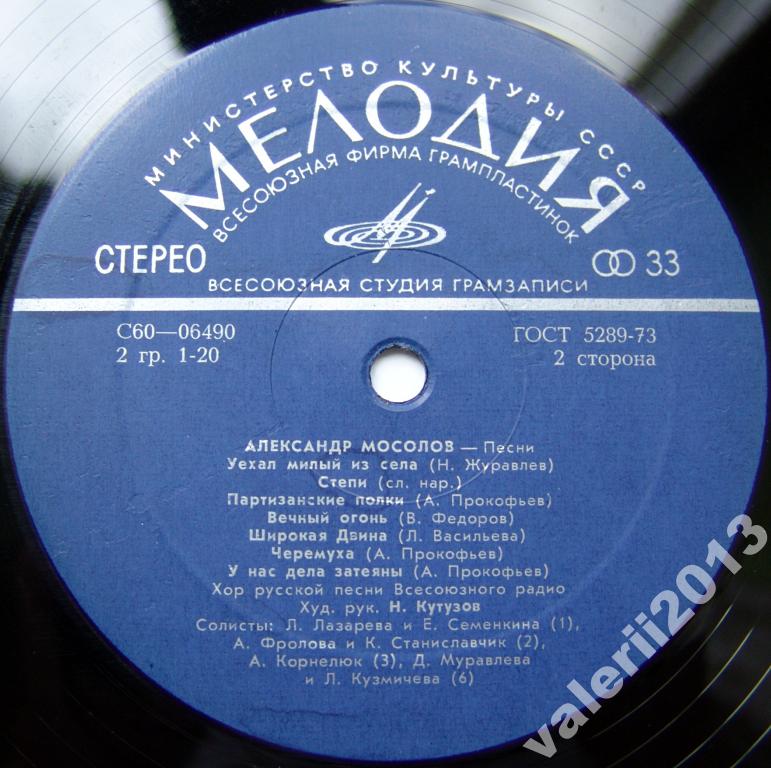 МИНИСТЕРСТВО КУЛЬТУРЫ СССР
МЕЛОДИЯ
ВСЕСОЮЗНАЯ ФИРМА ГРАМПЛАСТИНОК
СТЕРЕО
33
ВСЕСОЮЗНАЯ СТУДИЯ ГРАМЗАПИСИ
С60—06490
ГОСТ 5289-73
2 гр. 1-20
2 сторона
АЛЕКСАНДР МОСОЛОВ — Песни
Уехал милый из села (Н. Журавлев)
Степи (сл. нар.)
Партизанские полки (А. Прокофьев)
Вечный огонь (В. Федоров)
Широкая Двина (Л. Васильева)
Черемуха (А. Прокофьев)
У нас дела затеяны (А. Прокофьев)
Хор русской песни Всесоюзного радио
Худ. рук. Н. Кутузов
Солисты: Л. Лазарева и Е. Семенкина (1),
А. Фролова и К. Станиславчик (2),
А. Корнелюк (3), Д. Муравлева
и Л. Кузмичева (6)
valerii2013